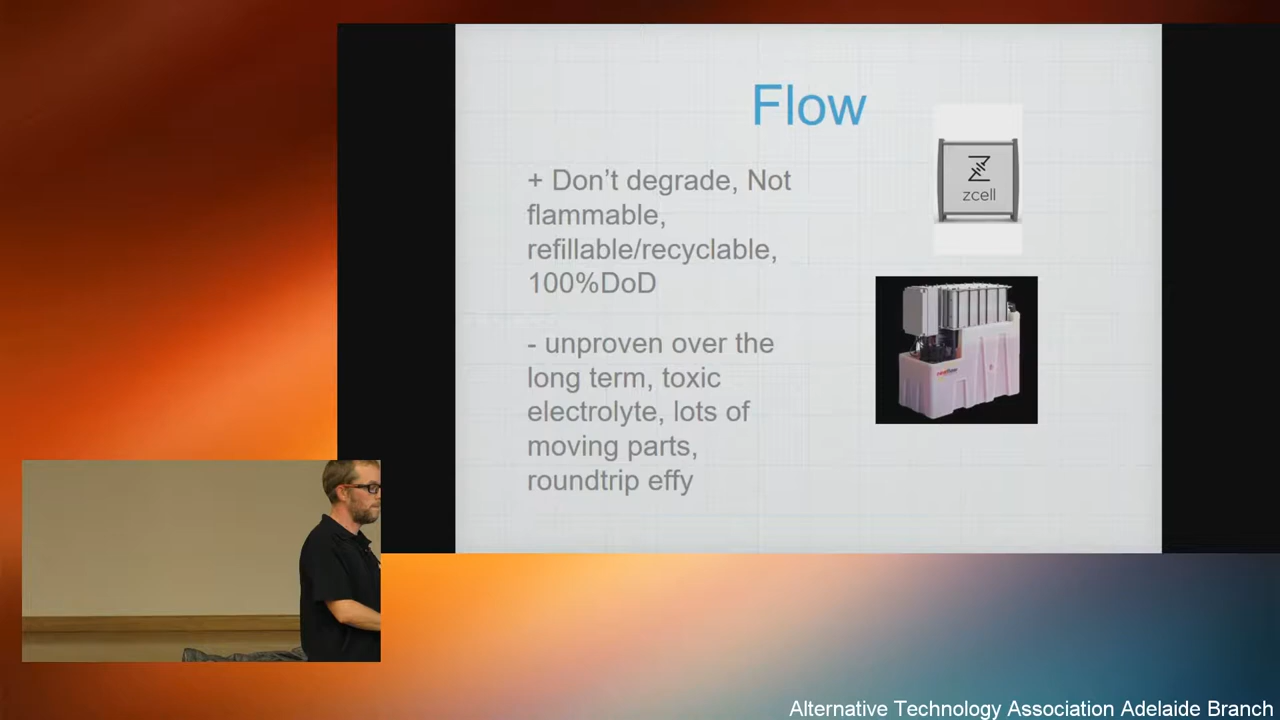 Flow
+ Don't degrade, Not
flammable,
refillable/recyclable,
100%DoD
- unproven over the
long term, toxic
electrolyte, lots of
moving parts,
roundtrip effy
zcell
Alternative Technology Association Adelaide Branch